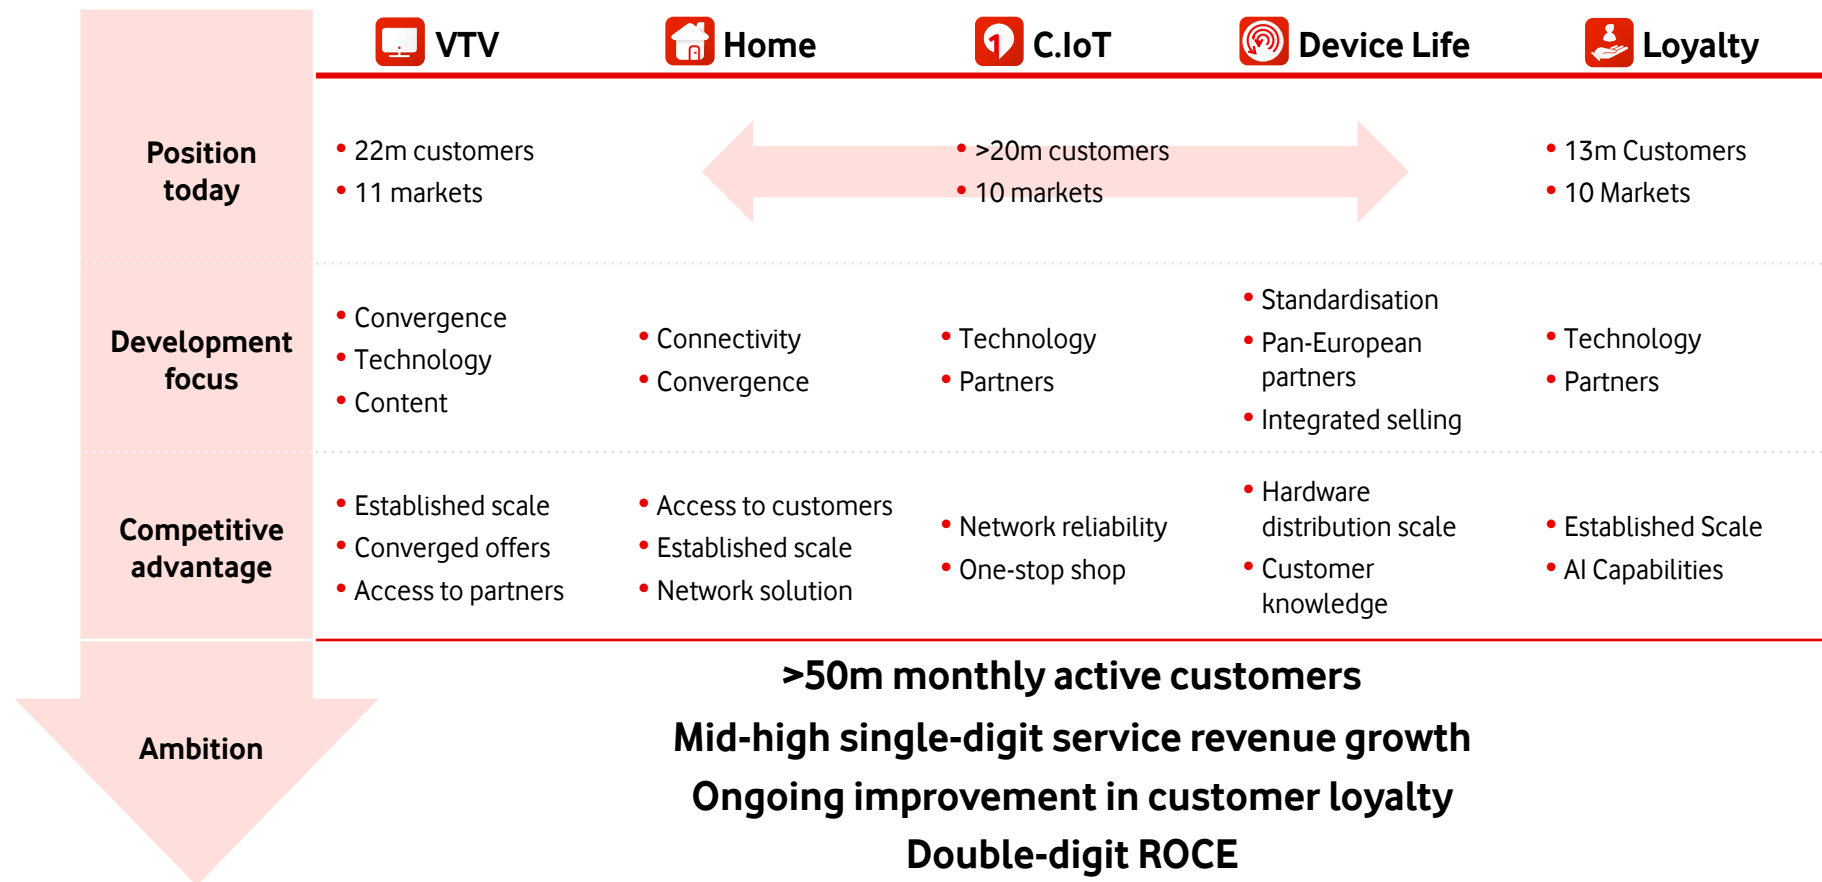 VTV
Home
C.IoT
Device Life
Loyalty
Position
today
• 22m customers
• 11 markets
• >20m customers
• 10 markets
• 13m Customers
• 10 Markets
Development
focus
• Convergence
• Technology
• Content
• Connectivity
• Convergence
• Technology
• Partners
• Standardisation
• Pan-European
partners
• Integrated selling
• Technology
• Partners
Competitive
advantage
• Established scale
• Converged offers
• Access to partners
• Access to customers
• Established scale
• Network solution
• Network reliability
• One-stop shop
• Hardware
distribution scale
• Customer
knowledge
• Established Scale
• AI Capabilities
Ambition
>50m monthly active customers
Mid-high single-digit service revenue growth
Ongoing improvement in customer loyalty
Double-digit ROCE